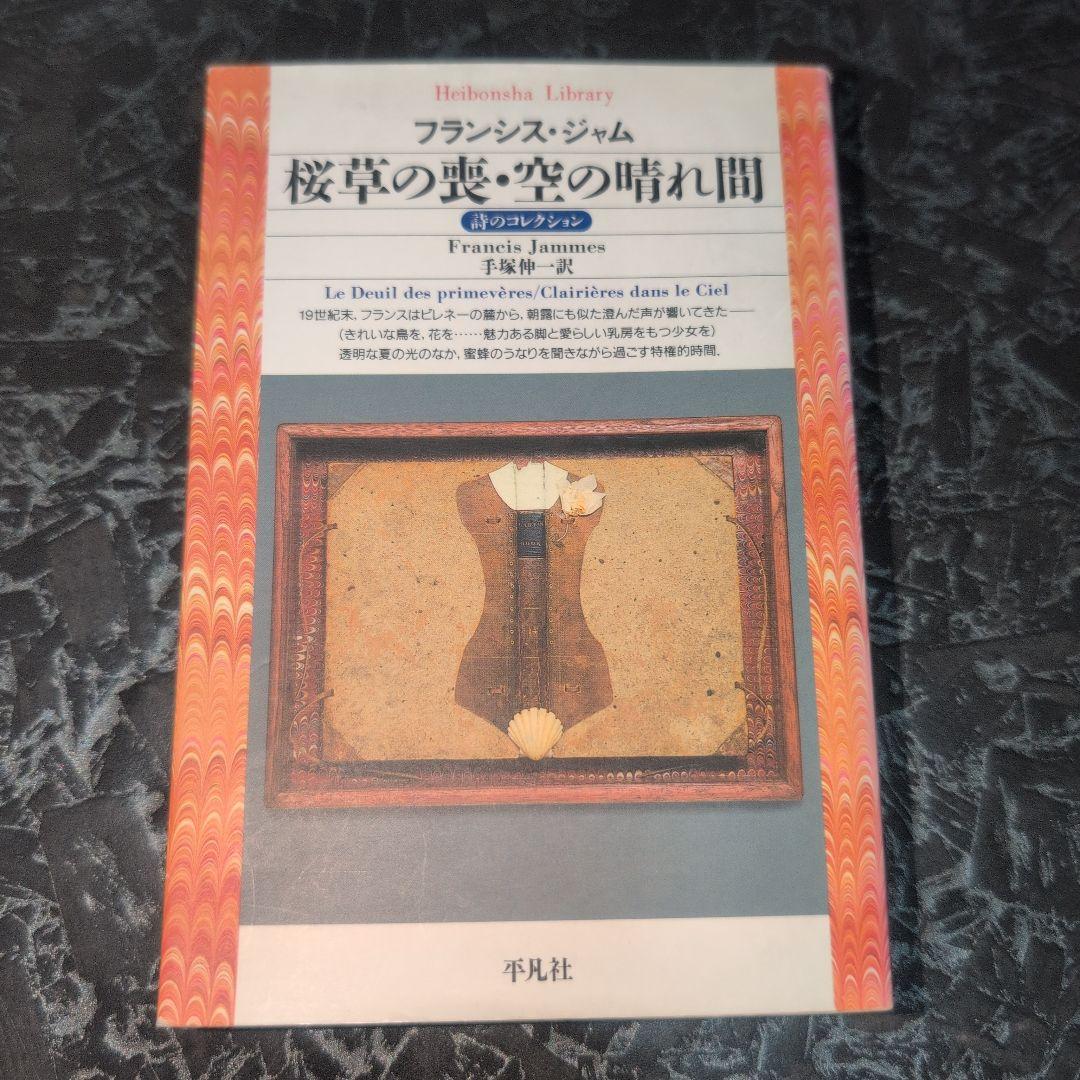 Heibonsha Library
フランシス・ジャム
桜草の喪・空の晴れ間
詩のコレクション
Francis Jammes
手塚伸一訳
Le Deuil des primevères/Clairières dans le Ciel
19世紀末、フランスはピレネーの麓から、朝露にも似た澄んだ声が響いてきた——
(きれいな鳥を、花を……魅力ある脚と愛らしい乳房をもつ少女を)
透明な夏の光のなか、蜜蜂のうなりを聞きながら過ごす特権的時間.
平凡社